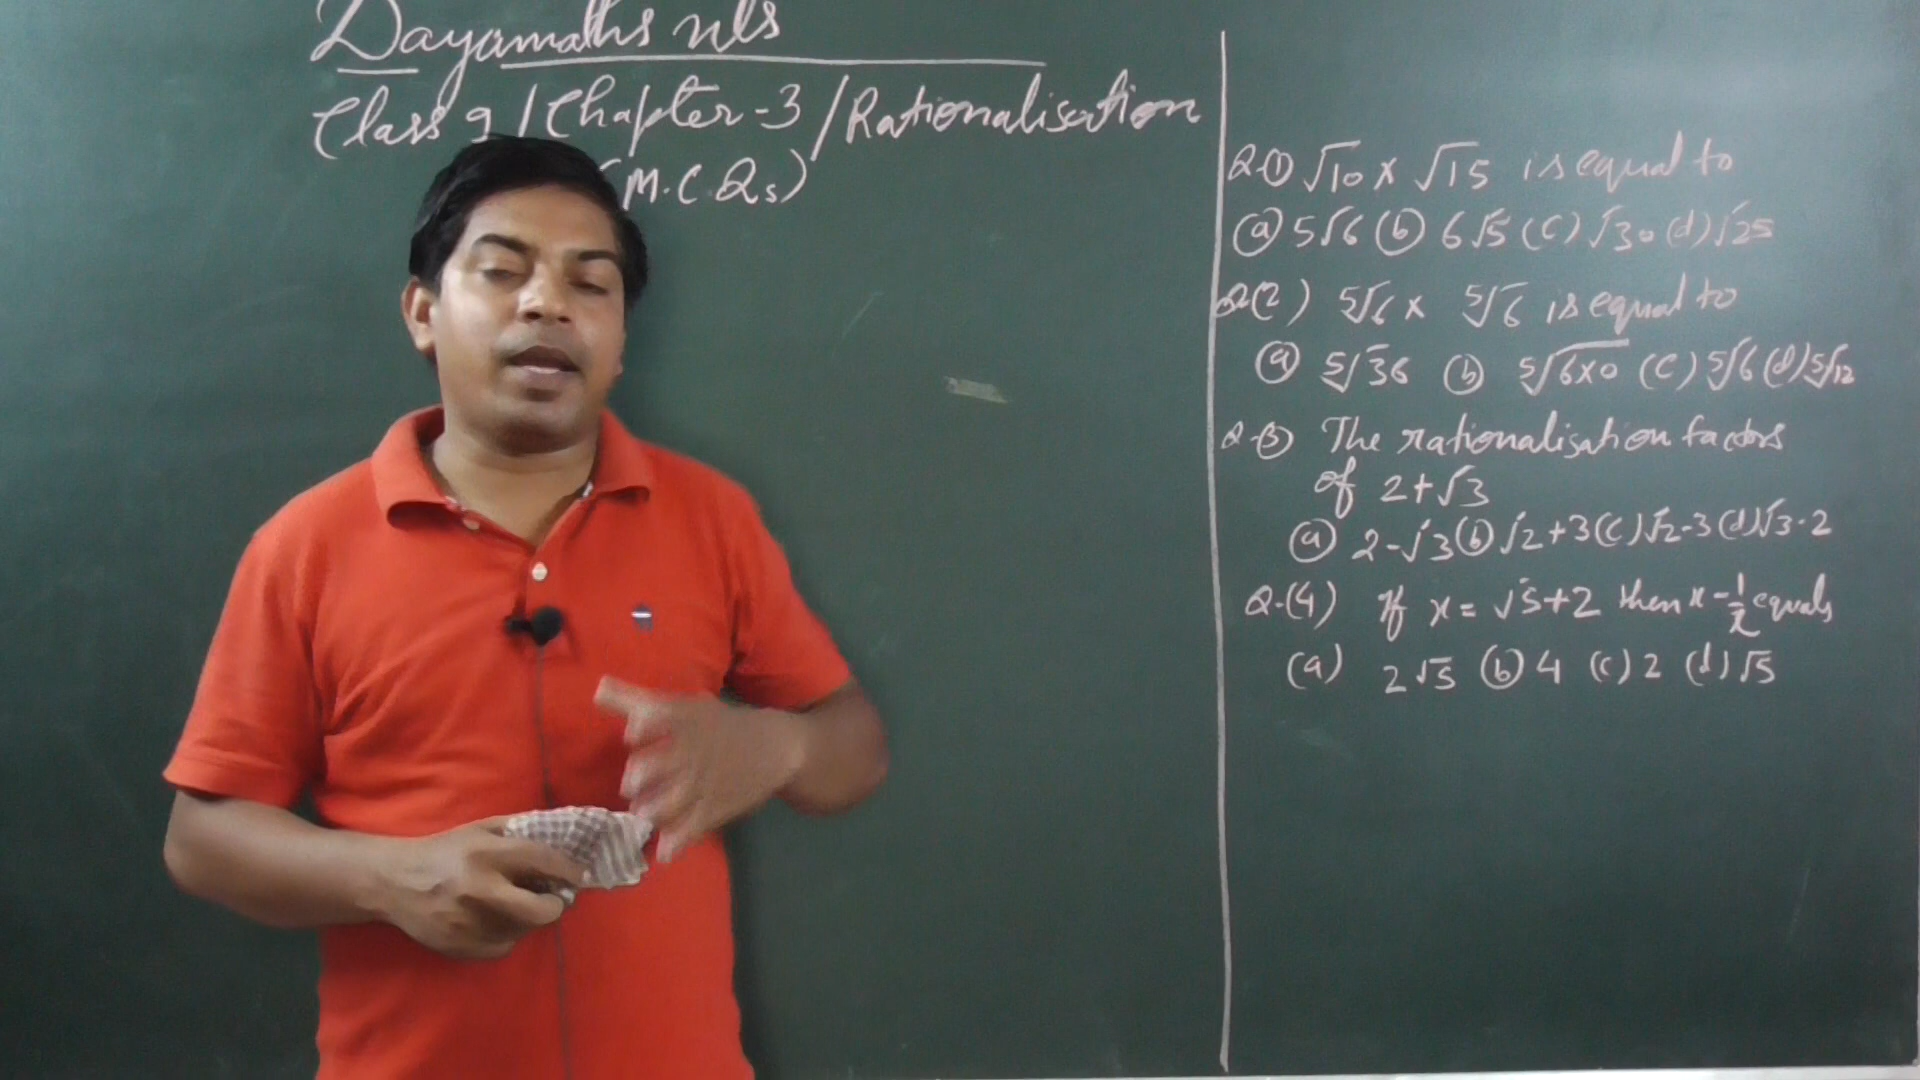 Dayamaths nls
Class 9 / Chapter-3 / Rationalisation
(M.C.Qs)
Q.① √10 × √15 is equal to
ⓐ 5√6 ⓑ 6√5 (c) √30 (d) √25
Q(2) ⁵√6 × ⁵√6 is equal to
ⓐ ⁵√36 ⓑ ⁵√6×0 (c) ⁵√6 (d) ⁵√12
Q-③ The rationalisation factors
of 2+√3
ⓐ 2-√3 ⓑ √2+3 (c) √2-3 (d) √3-2
Q.(4) If x = √5+2 then x-1/x equals
(a) 2√5 ⓑ 4 (c) 2 (d) √5